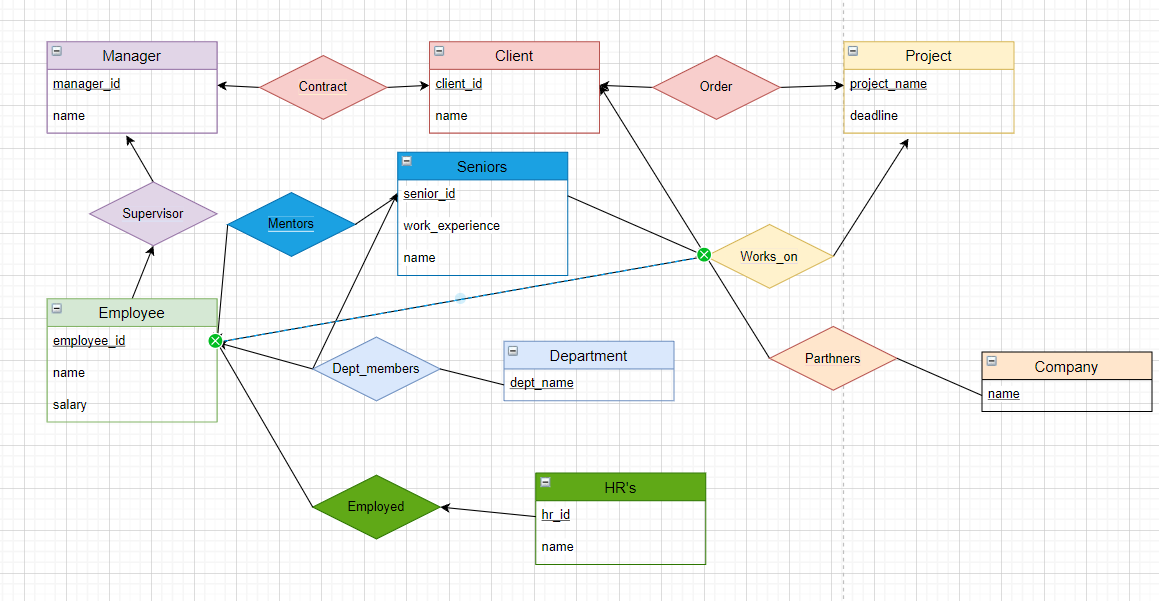 Manager
manager_id
name
Contract
Client
client_id
name
Order
Project
project_name
deadline
Supervisor
Mentors
Seniors
senior_id
work_experience
name
Works_on
Employee
employee_id
name
salary
Dept_members
Department
dept_name
Parthners
Company
name
Employed
HR's
hr_id
name